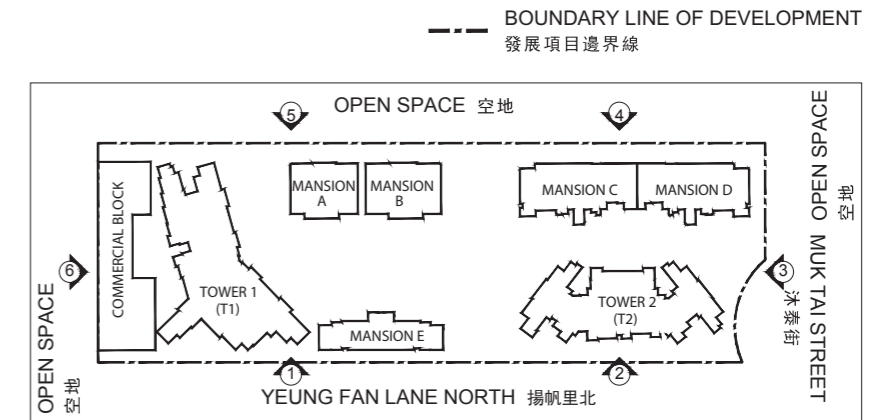 BOUNDARY LINE OF DEVELOPMENT
發展項目邊界線
5 OPEN SPACE 空地 4
OPEN SPACE 空地
COMMERCIAL BLOCK
MANSION
A
MANSION
B
MANSION C
MANSION D
6
3
TOWER 1
(T1)
TOWER 2
(T2)
MANSION E
OPEN SPACE
空地
MUK TAI STREET
沐泰街
1
2
YEUNG FAN LANE NORTH 揚帆里北